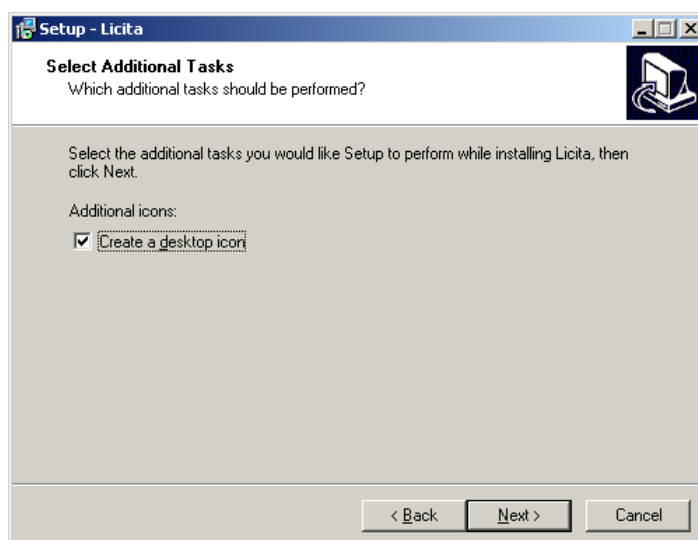 Setup - Licita
Select Additional Tasks
Which additional tasks should be performed?
Select the additional tasks you would like Setup to perform while installing Licita, then
click Next.
Additional icons:
Create a desktop icon
< Back
Next >
Cancel